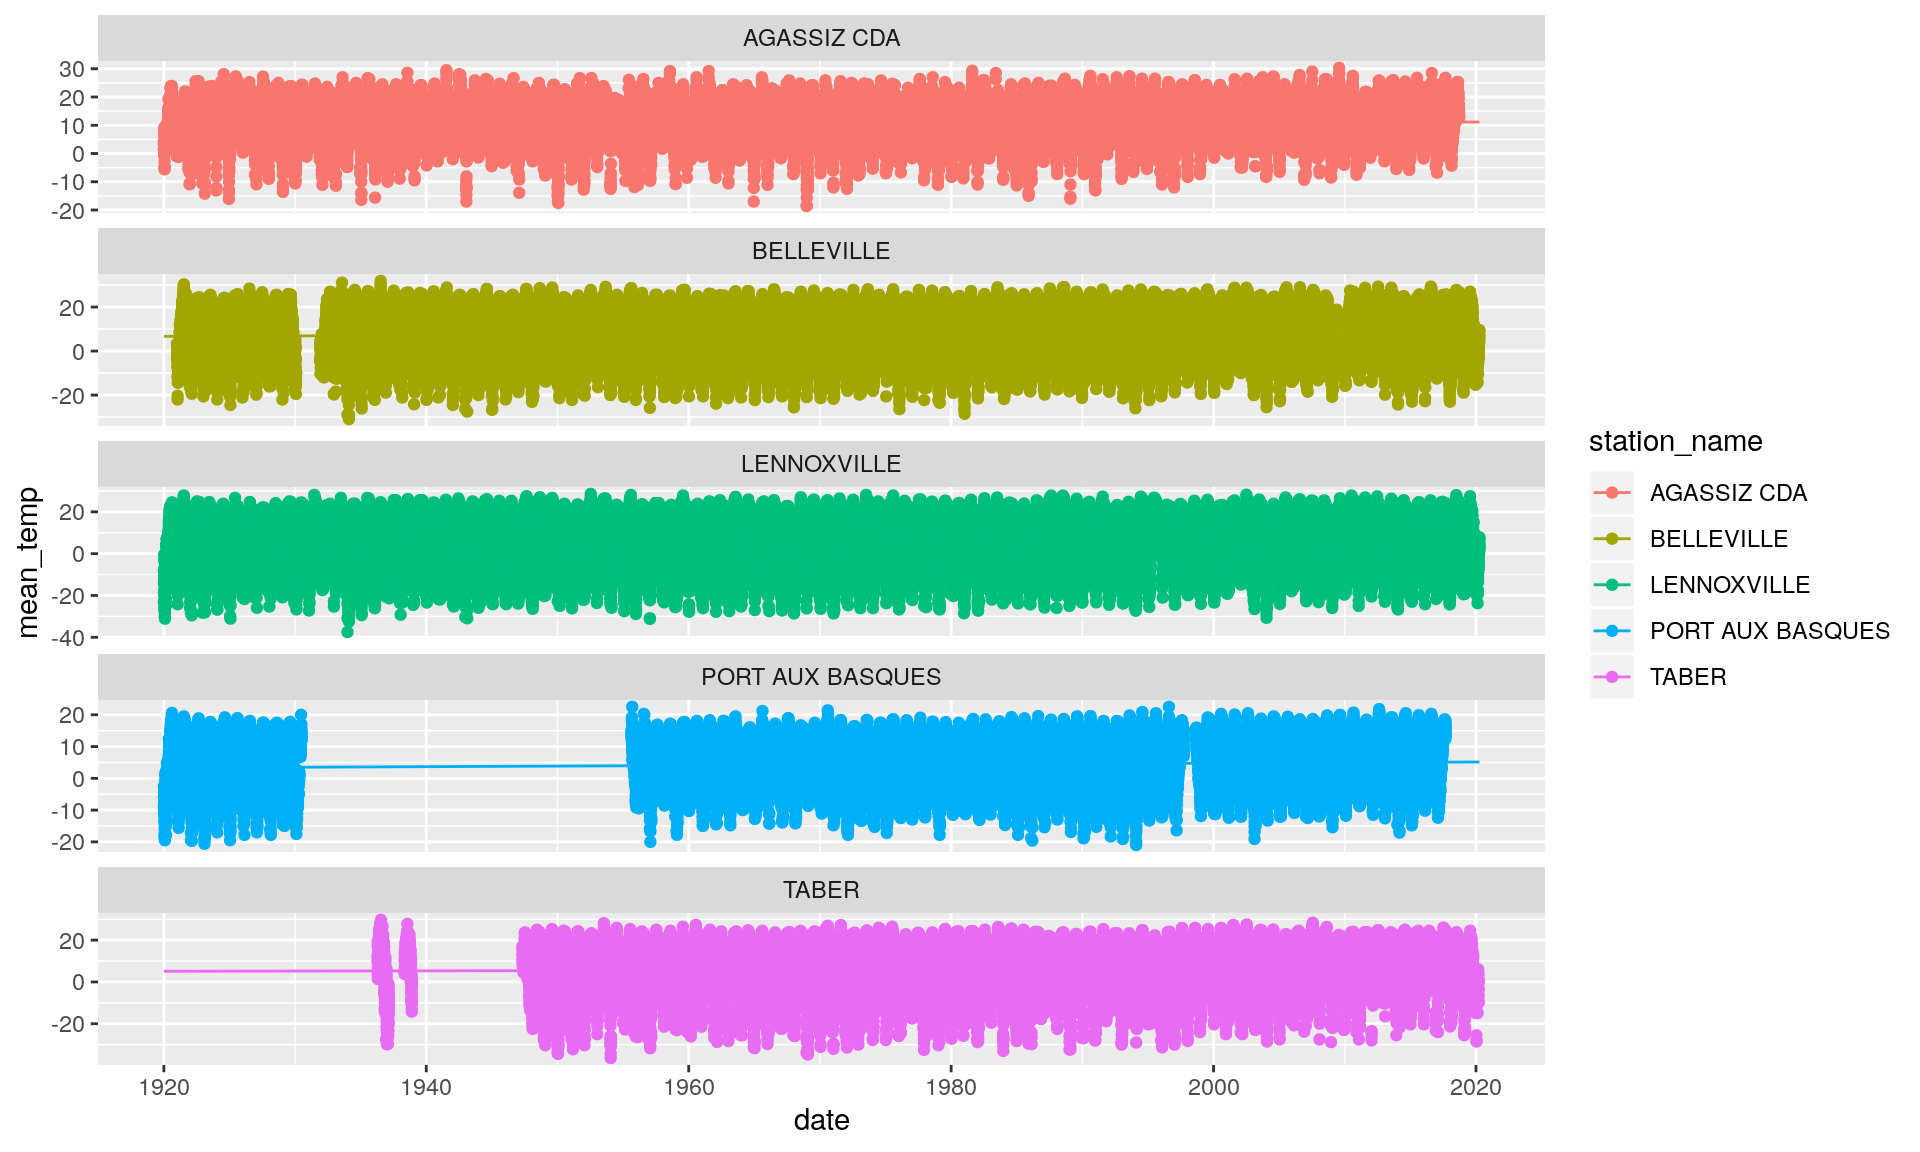 AGASSIZ CDA
30
20
10
0
-10
-20
BELLEVILLE
20
0
-20
LENNOXVILLE
20
0
-20
-40
PORT AUX BASQUES
20
10
0
-10
-20
TABER
20
0
-20
1920 1940 1960 1980 2000 2020
date
mean_temp
station_name
AGASSIZ CDA
BELLEVILLE
LENNOXVILLE
PORT AUX BASQUES
TABER